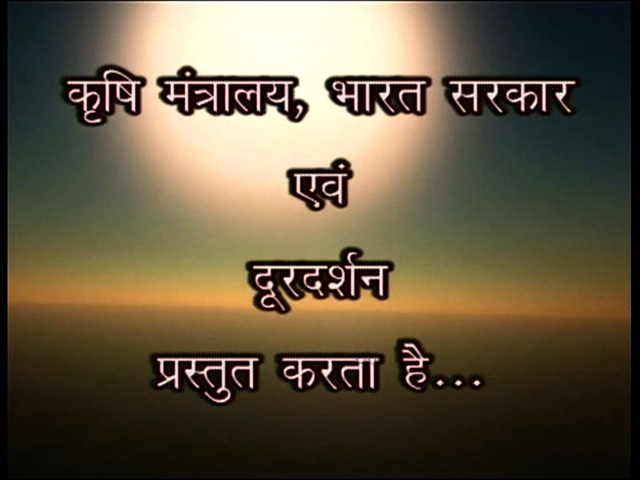 कृषि मंत्रालय, भारत सरकार
एवं
दूरदर्शन
प्रस्तुत करता है...